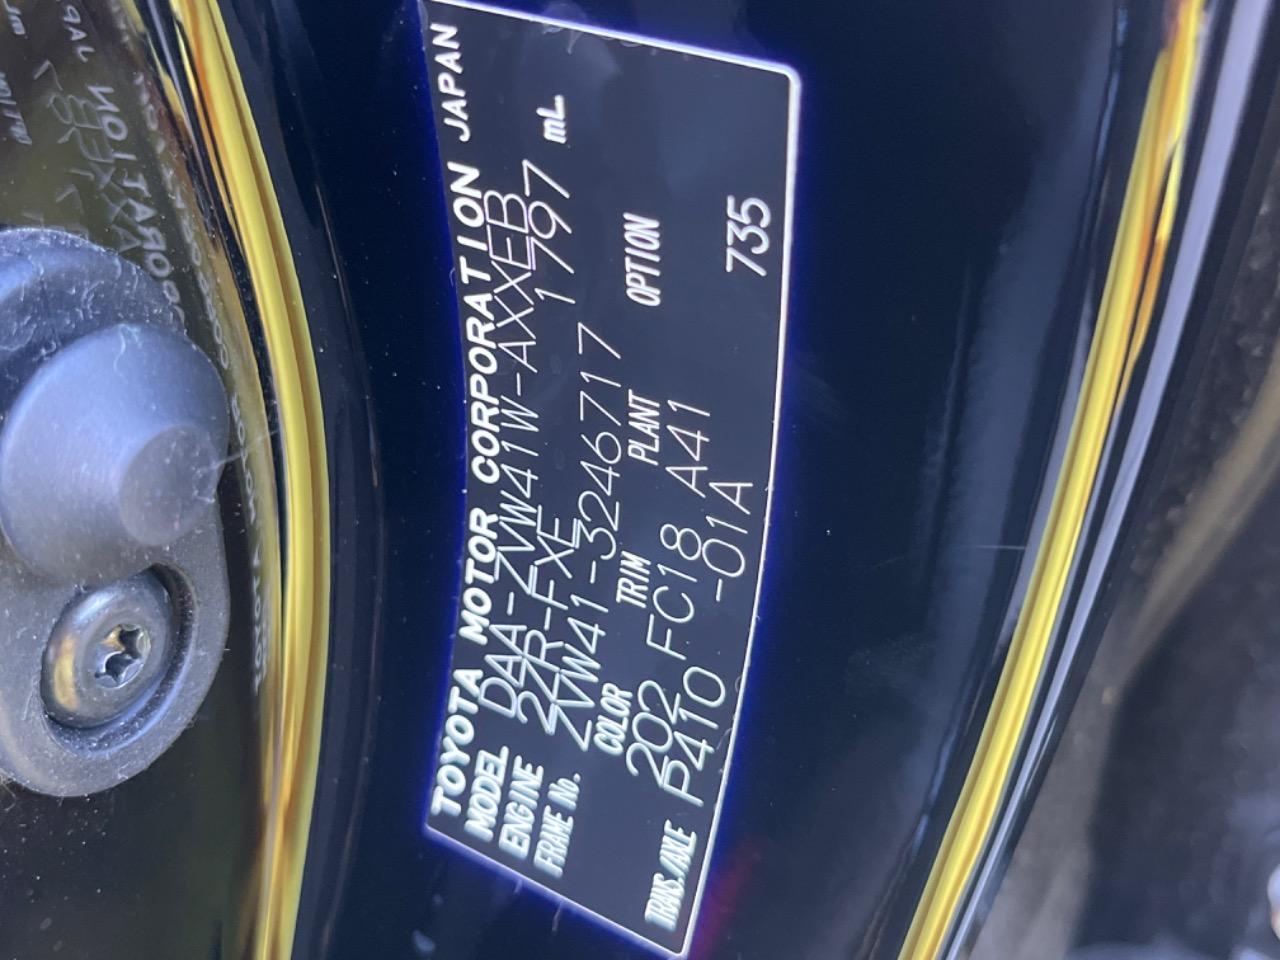 TOYOTA MOTOR CORPORATION JAPAN
MODEL DAA-ZVW41W-AXXEB
ENGINE 2ZR-FXE 1797 mL
FRAME No. ZVW41-3246717
COLOR TRIM PLANT OPTION
202 FC18 A41
TRANS./AXLE P410 -01A 735